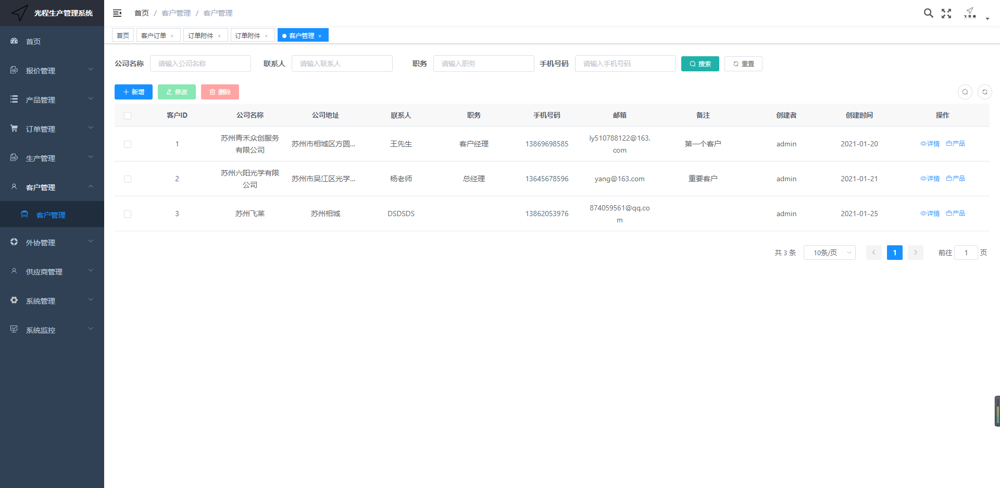 光程生产管理系统
首页 / 客户管理 / 客户管理
首页
客户订单 ×
订单附件 ×
订单附件 ×
客户管理 ×
首页
报价管理
产品管理
订单管理
生产管理
客户管理
客户管理
外协管理
供应商管理
系统管理
系统监控
公司名称 请输入公司名称 联系人 请输入联系人 职务 请输入职务 手机号码 请输入手机号码 搜索 重置
新增 修改 删除
客户ID 公司名称 公司地址 联系人 职务 手机号码 邮箱 备注 创建者 创建时间 操作
1 苏州青禾众创服务有限公司 苏州市相城区方圆... 王先生 客户经理 13869698585 ly510788122@163.com 第一个客户 admin 2021-01-20 详情 产品
2 苏州六阳光学有限公司 苏州市吴江区光学... 杨老师 总经理 13645678596 yang@163.com 重要客户 admin 2021-01-21 详情 产品
3 苏州飞莱 苏州相城 DSDSDS 13862053976 874059561@qq.com admin 2021-01-25 详情 产品
共 3 条 10条/页 1 前往 1 页